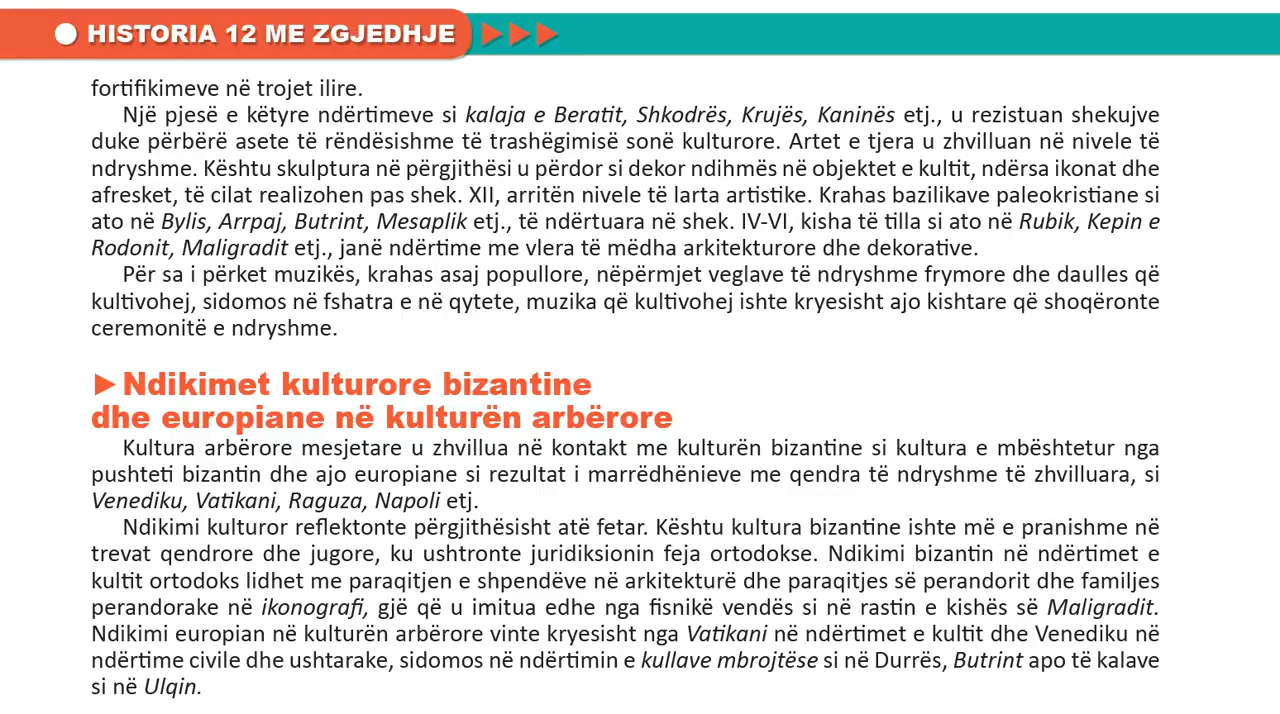 HISTORIA 12 ME ZGJEDHJE
fortifikimeve në trojet ilire.
Një pjesë e këtyre ndërtimeve si kalaja e Beratit, Shkodrës, Krujës, Kaninës etj., u rezistuan shekujve
duke përbërë asete të rëndësishme të trashëgimisë sonë kulturore. Artet e tjera u zhvilluan në nivele të
ndryshme. Kështu skulptura në përgjithësi u përdor si dekor ndihmës në objektet e kultit, ndërsa ikonat dhe
afresket, të cilat realizohen pas shek. XII, arritën nivele të larta artistike. Krahas bazilikave paleokristiane si
ato në Bylis, Arrpaj, Butrint, Mesaplik etj., të ndërtuara në shek. IV-VI, kisha të tilla si ato në Rubik, Kepin e
Rodonit, Maligradit etj., janë ndërtime me vlera të mëdha arkitekturore dhe dekorative.
Për sa i përket muzikës, krahas asaj popullore, nëpërmjet veglave të ndryshme frymore dhe daulles që
kultivohej, sidomos në fshatra e në qytete, muzika që kultivohej ishte kryesisht ajo kishtare që shoqëronte
ceremonitë e ndryshme.
►Ndikimet kulturore bizantine
dhe europiane në kulturën arbërore
Kultura arbërore mesjetare u zhvillua në kontakt me kulturën bizantine si kultura e mbështetur nga
pushteti bizantin dhe ajo europiane si rezultat i marrëdhënieve me qendra të ndryshme të zhvilluara, si
Venediku, Vatikani, Raguza, Napoli etj.
Ndikimi kulturor reflektonte përgjithësisht atë fetar. Kështu kultura bizantine ishte më e pranishme në
trevat qendrore dhe jugore, ku ushtronte juridiksionin feja ortodokse. Ndikimi bizantin në ndërtimet e
kultit ortodoks lidhet me paraqitjen e shpendëve në arkitekturë dhe paraqitjes së perandorit dhe familjes
perandorake në ikonografi, gjë që u imitua edhe nga fisnikë vendës si në rastin e kishës së Maligradit.
Ndikimi europian në kulturën arbërore vinte kryesisht nga Vatikani në ndërtimet e kultit dhe Venediku në
ndërtime civile dhe ushtarake, sidomos në ndërtimin e kullave mbrojtëse si në Durrës, Butrint apo të kalave
si në Ulqin.